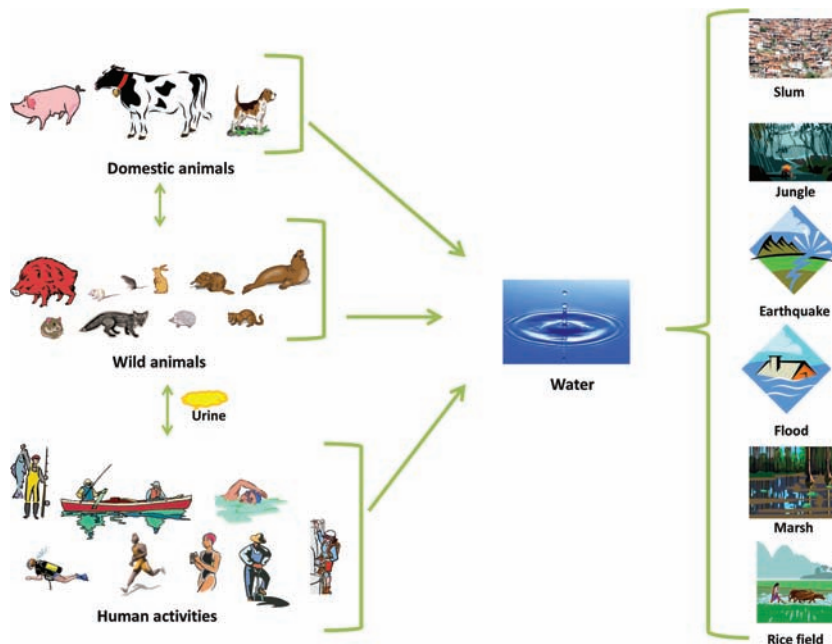 Domestic animals
Wild animals
Urine
Human activities
Water
Slum
Jungle
Earthquake
Flood
Marsh
Rice field